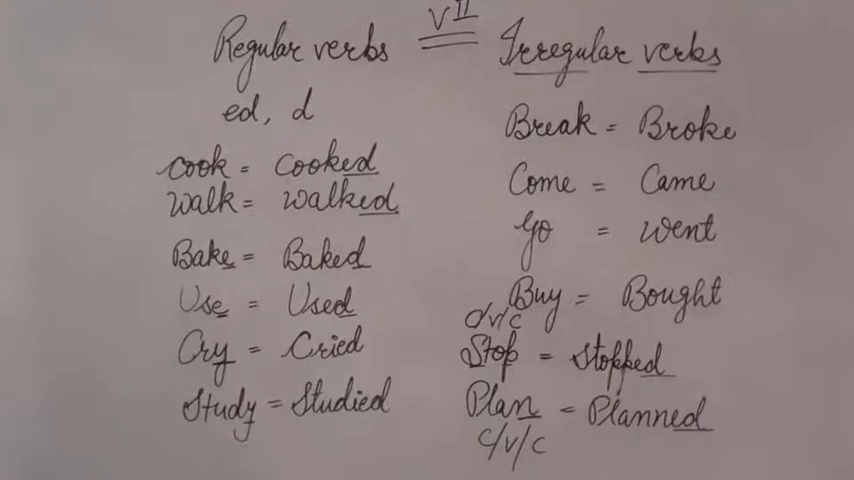 V II
Regular verbs
ed, d
Cook = Cooked
Walk = Walked
Bake = Baked
Use = Used
Cry = Cried
Study = Studied
Irregular verbs
Break = Broke
Come = Came
Go = Went
Buy = Bought
c/v/c
Stop = Stopped
Plan = Planned
c/v/c